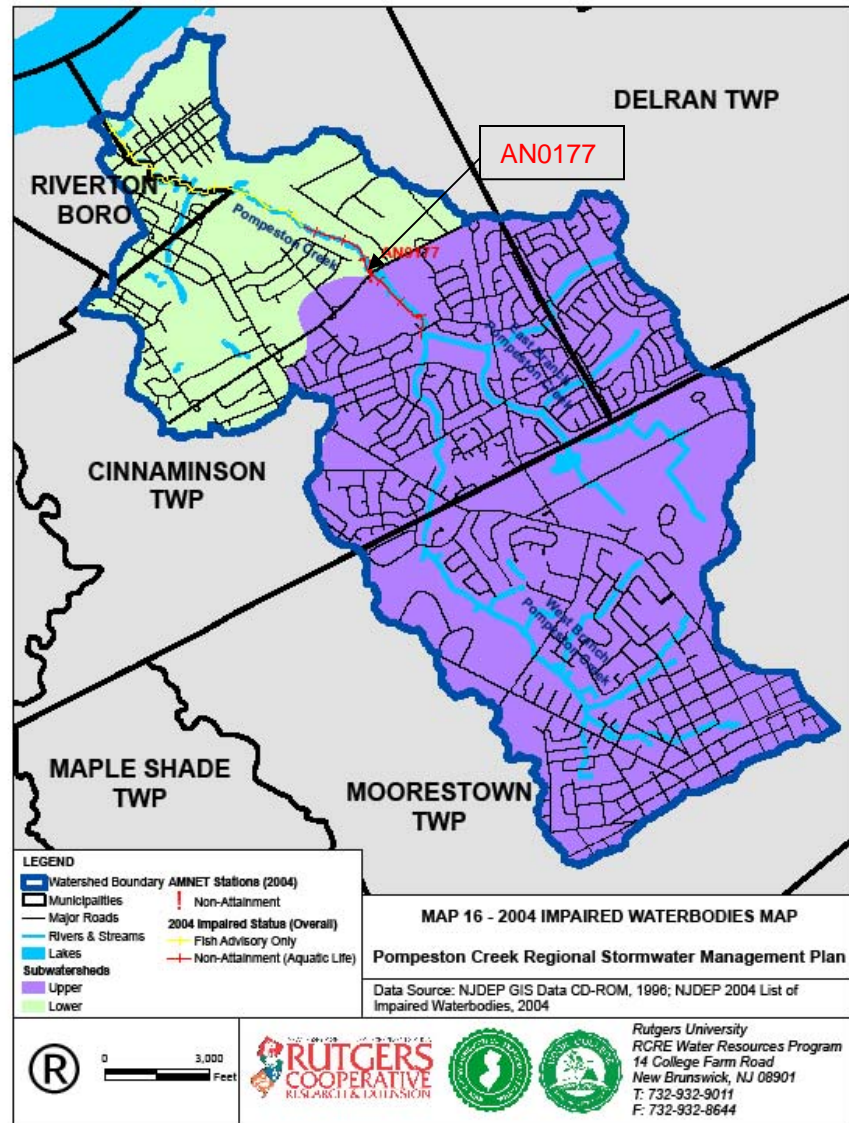 DELRAN TWP
AN0177
RIVERTON
BORO
Pompeston Creek
AN0177
East Branch
Pompeston Creek
CINNAMINSON
TWP
West Branch
Pompeston Creek
MAPLE SHADE
TWP
MOORESTOWN
TWP
LEGEND
Watershed Boundary
Municipalities
Major Roads
Rivers & Streams
Lakes
Subwatersheds
Upper
Lower
AMNET Stations (2004)
Non-Attainment
2004 Impaired Status (Overall)
Fish Advisory Only
Non-Attainment (Aquatic Life)
MAP 16 - 2004 IMPAIRED WATERBODIES MAP
Pompeston Creek Regional Stormwater Management Plan
Data Source: NJDEP GIS Data CD-ROM, 1996; NJDEP 2004 List of
Impaired Waterbodies, 2004
®
0 3,000
Feet
RUTGERS
COOPERATIVE
RESEARCH & EXTENSION
Rutgers University
RCRE Water Resources Program
14 College Farm Road
New Brunswick, NJ 08901
T: 732-932-9011
F: 732-932-8644